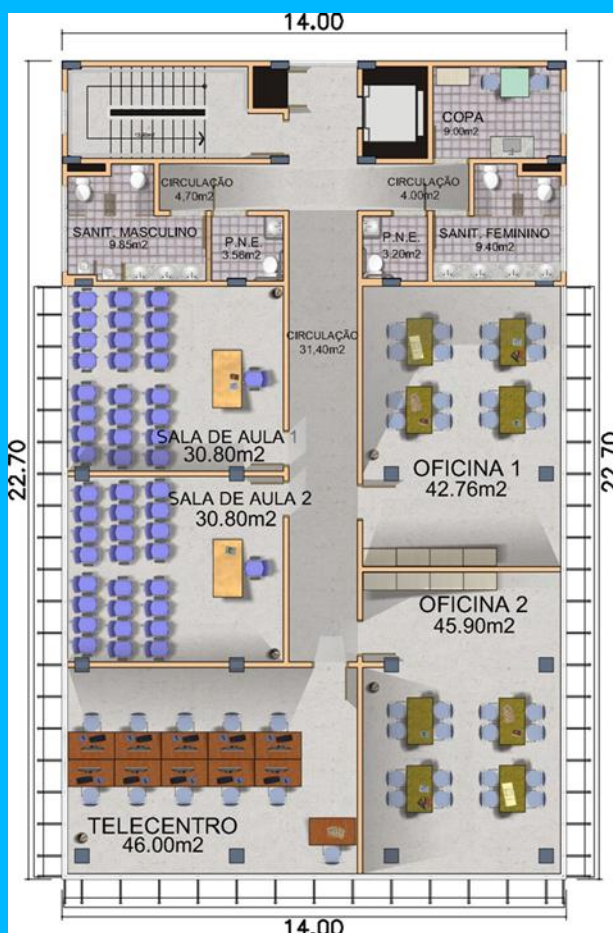 14.00
COPA
9.00m2
CIRCULAÇÃO
4,70m2
CIRCULAÇÃO
4.00m2
SANIT. MASCULINO
9.85m2
P.N.E.
3.56m2
P.N.E.
3.20m2
SANIT. FEMININO
9.40m2
CIRCULAÇÃO
31,40m2
22.70
22.70
SALA DE AULA 1
30.80m2
OFICINA 1
42.76m2
SALA DE AULA 2
30.80m2
OFICINA 2
45.90m2
TELECENTRO
46.00m2
14.00